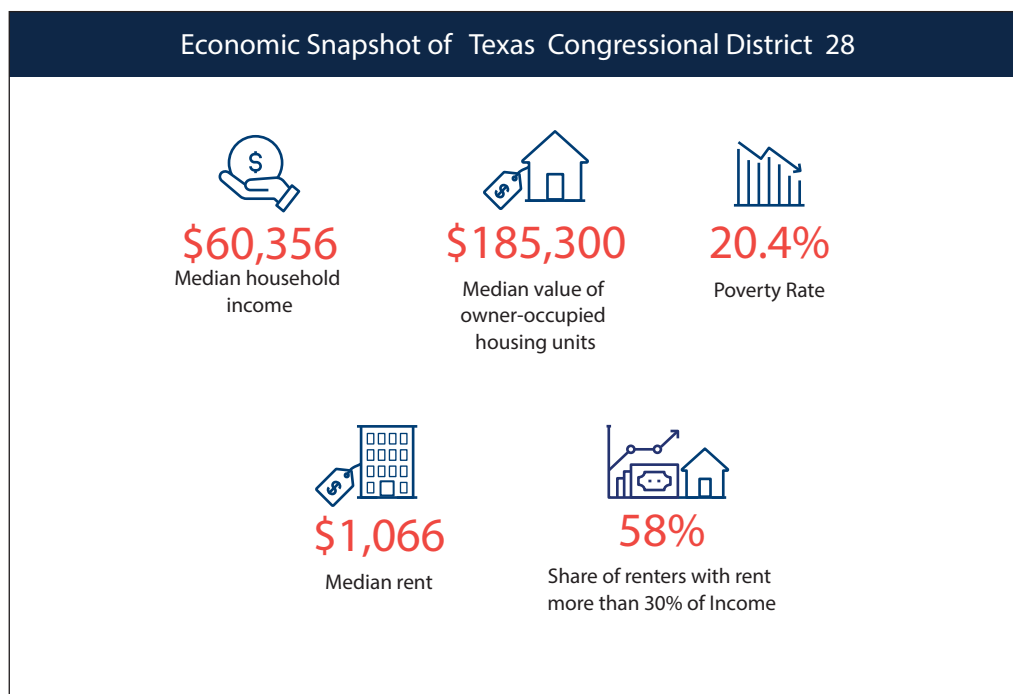 Economic Snapshot of Texas Congressional District 28
$
$
$60,356
Median household
income
$185,300
Median value of
owner-occupied
housing units
20.4%
Poverty Rate
$
$1,066
Median rent
58%
Share of renters with rent
more than 30% of Income